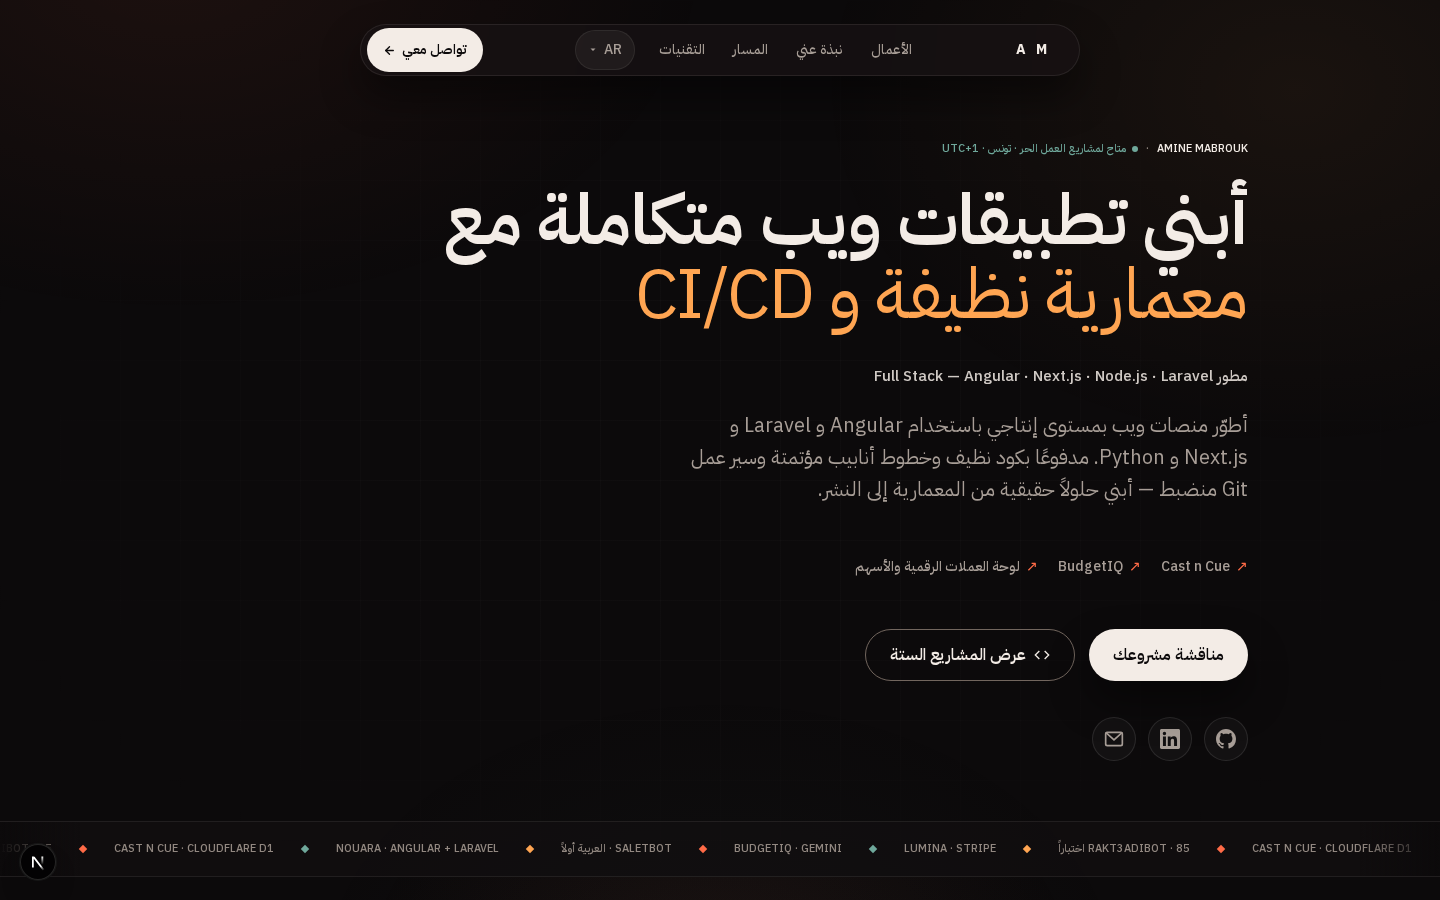 A M
الأعمال
نبذة عني
المسار
التقنيات
AR
تواصل معي ←
AMINE MABROUK · ● متاح لمشاريع العمل الحر · تونس · UTC+1
أبني تطبيقات ويب متكاملة مع
معمارية نظيفة و CI/CD
مطور Full Stack — Angular · Next.js · Node.js · Laravel
أطوّر منصات ويب بمستوى إنتاجي باستخدام Angular و Laravel و
Next.js و Python. مدفوعًا بكود نظيف وخطوط أنابيب مؤتمتة وسير عمل
Git منضبط — أبني حلولاً حقيقية من المعمارية إلى النشر.
↗ Cast n Cue
↗ BudgetIQ
↗ لوحة العملات الرقمية والأسهم
مناقشة مشروعك
عرض المشاريع الستة
CAST N CUE · CLOUDFLARE D1
RAKT3ADIBOT · 85 اختباراً
LUMINA · STRIPE
BUDGETIQ · GEMINI
SALETBOT · العربية أولاً
NOUARA · ANGULAR + LARAVEL
CAST N CUE · CLOUDFLARE D1
N